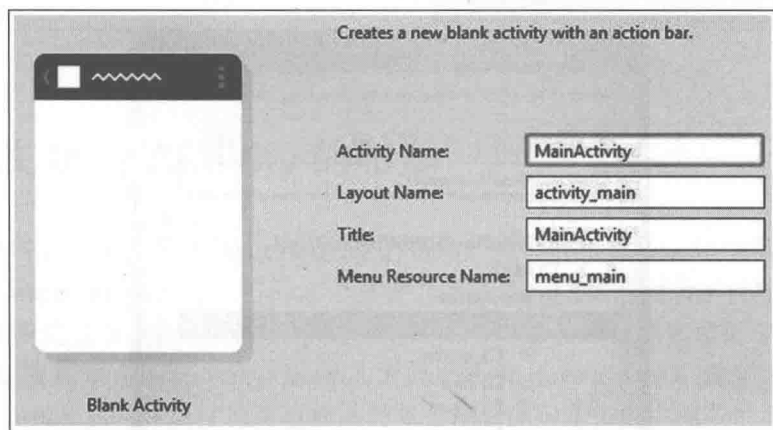 Creates a new blank activity with an action bar.
Activity Name: MainActivity
Layout Name: activity_main
Title: MainActivity
Menu Resource Name: menu_main
Blank Activity